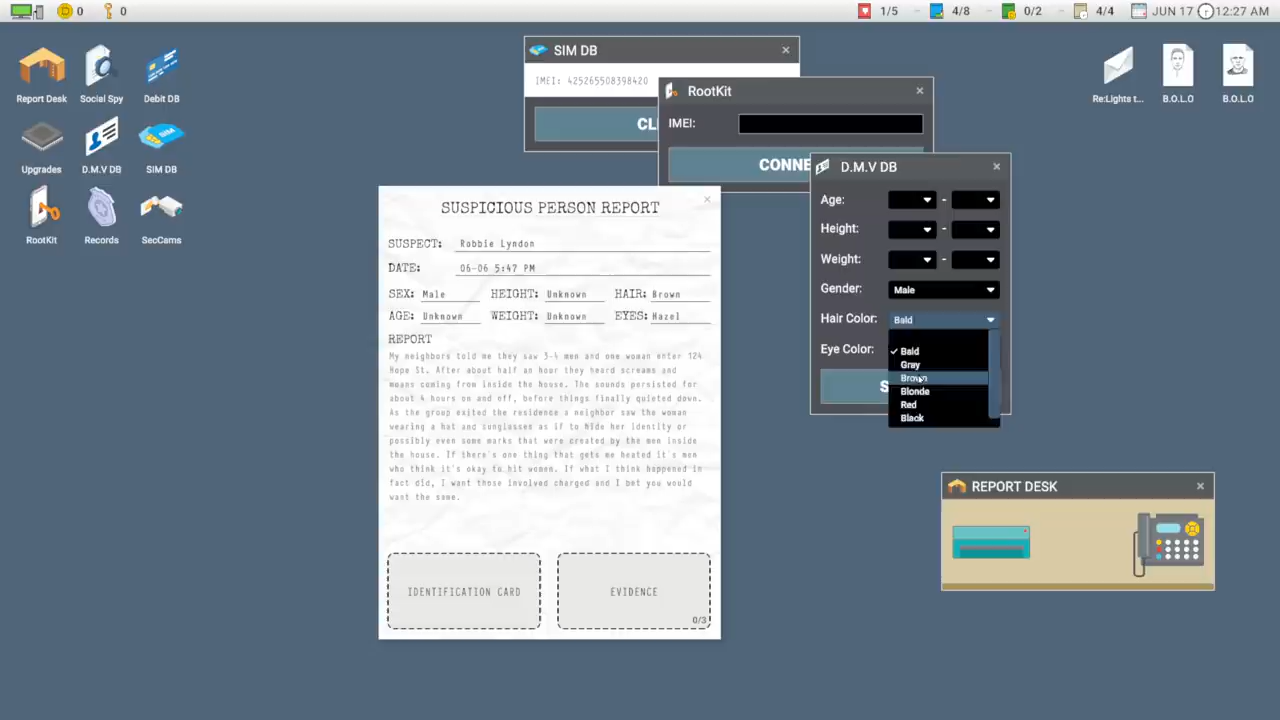 0
0
1/5
4/8
0/2
4/4
JUN 17
12:27 AM
Report Desk
Social Spy
Debit DB
Upgrades
D.M.V DB
SIM DB
RootKit
Records
SecCams
Re:Lights t...
B.O.L.O
B.O.L.O
SIM DB
IMEI: 425265508398420
CL
RootKit
IMEI:
CONNE
D.M.V DB
Age: -
Height: -
Weight: -
Gender: Male
Hair Color: Bald
Eye Color:
Bald
Gray
Brown
Blonde
Red
Black
S
SUSPICIOUS PERSON REPORT
SUSPECT: Robbie Lyndon
DATE: 06-06 5:47 PM
SEX: Male HEIGHT: Unknown HAIR: Brown
AGE: Unknown WEIGHT: Unknown EYES: Hazel
REPORT
My neighbors told me they saw 3-4 men and one woman enter 124
Hope St. After about half an hour they heard screams and
moans coming from inside the house. The sounds persisted for
about 4 hours on and off, before things finally quieted down.
As the group exited the residence a neighbor saw the woman
wearing a hat and sunglasses as if to hide her identity or
possibly even some marks that were created by the men inside
the house. If there's one thing that gets me heated it's men
who think it's okay to hit women. If what I think happened in
fact did, I want those involved charged and I bet you would
want the same.
IDENTIFICATION CARD
EVIDENCE
0/3
REPORT DESK